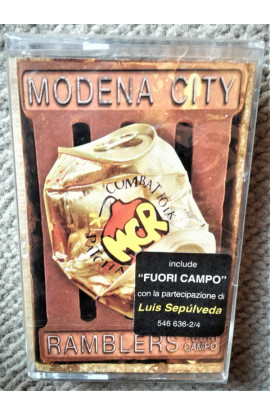 MODENA CITY
COMBAT FOLK
MCR
include
"FUORI CAMPO"
con la partecipazione di
Luis Sepúlveda
546 636-2/4
RAMBLERS FUORI
CAMPO